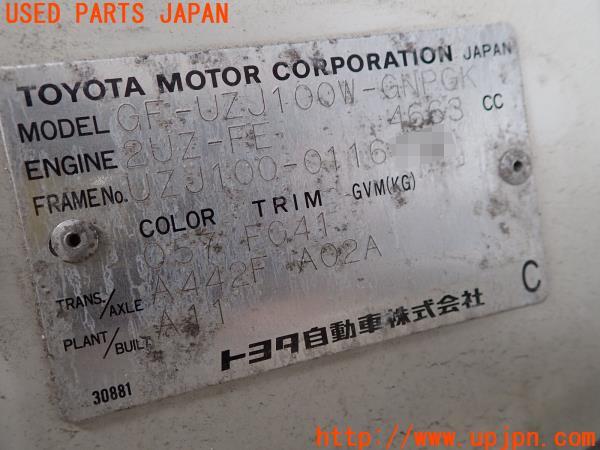 USED PARTS JAPAN
TOYOTA MOTOR CORPORATION JAPAN
MODEL GF-UZJ100W-GNPGK
ENGINE 2UZ-FE 4663 CC
FRAME No. UZJ100-0116
COLOR TRIM GVM(KG)
057 FC41
TRANS./AXLE A442F A02A
PLANT/BUILT A11
トヨタ自動車株式会社 C
30881
http://www.upjpn.com/